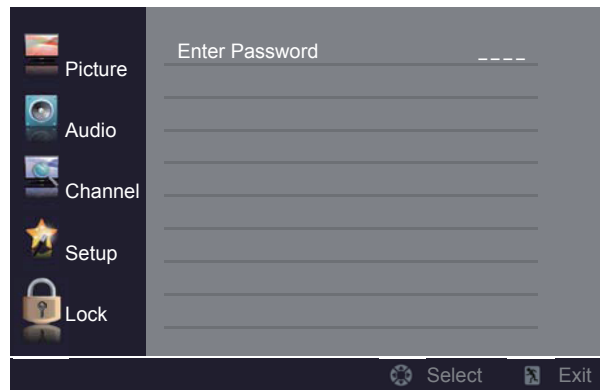 Picture
Audio
Channel
Setup
Lock
Enter Password _ _ _ _
Select Exit